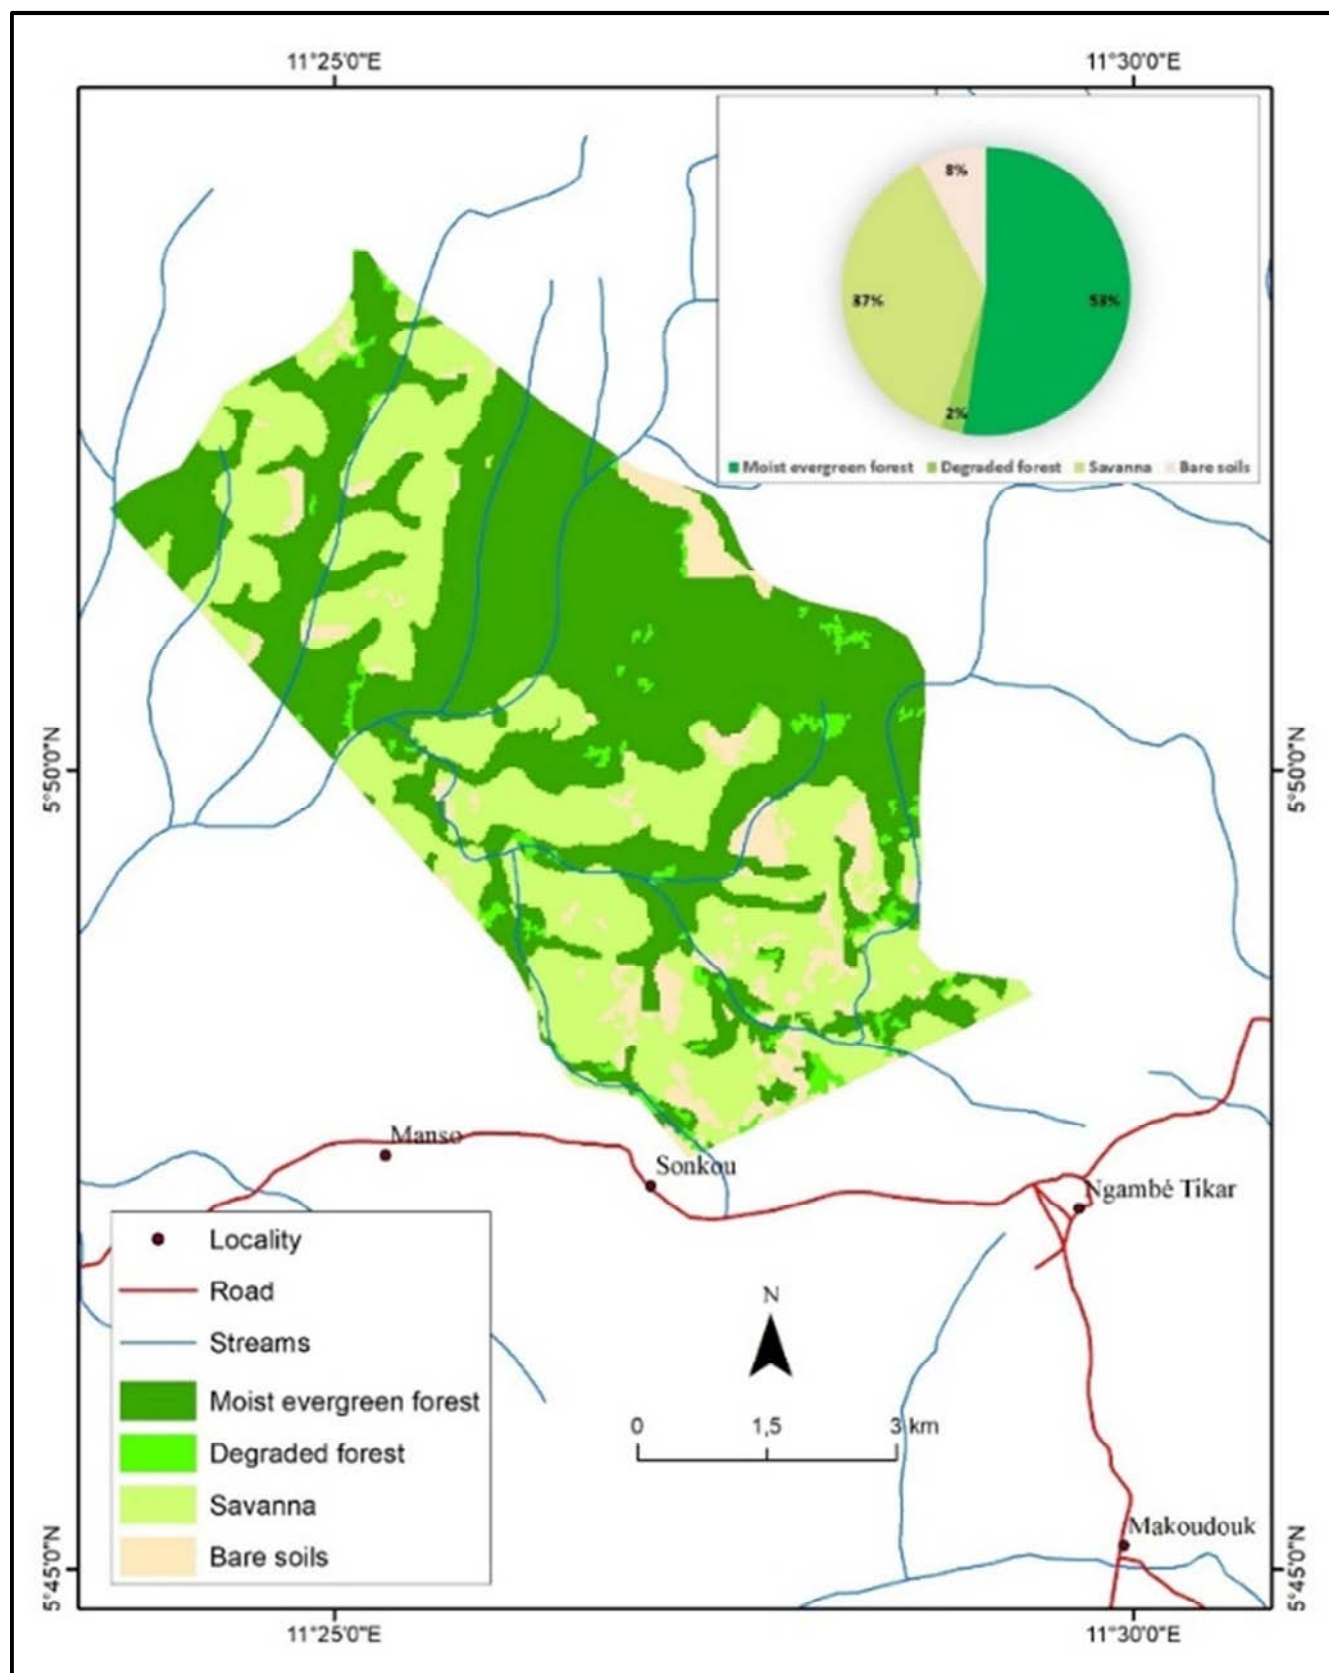 11°25'0"E 11°30'0"E
8%
37%
53%
2%
Moist evergreen forest Degraded forest Savanna Bare soils
5°50'0"N
5°50'0"N
Manso
Sonkou
Ngambé Tikar
Locality
Road
Streams
Moist evergreen forest
Degraded forest
Savanna
Bare soils
N
0 1,5 3 km
Makoudouk
5°45'0"N
5°45'0"N
11°25'0"E 11°30'0"E